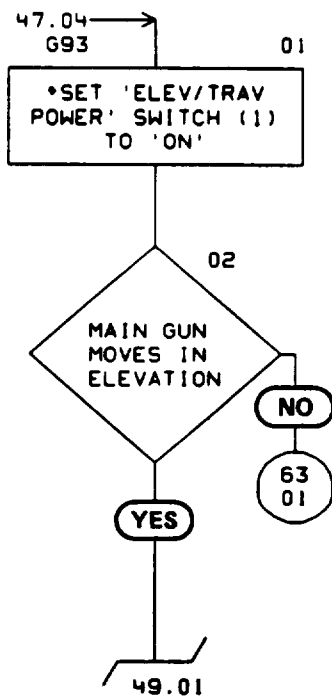 47.04
G93
01
*SET 'ELEV/TRAV
POWER' SWITCH (1)
TO 'ON'
02
MAIN GUN
MOVES IN
ELEVATION
NO
63
01
YES
49.01